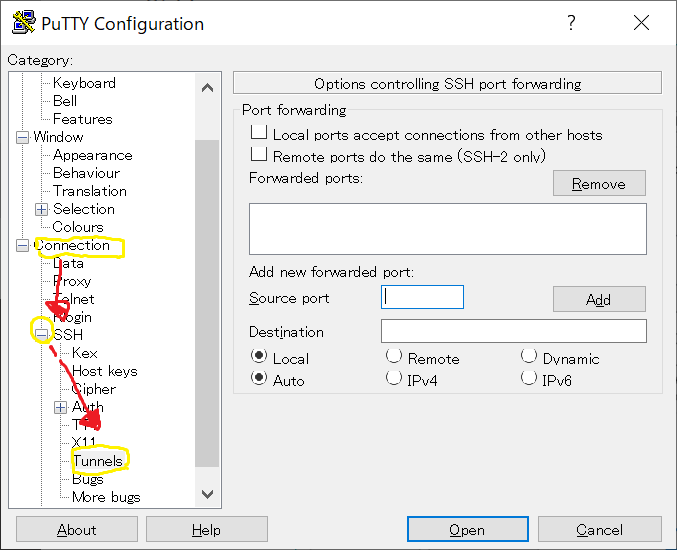 PuTTY Configuration
Category:
Keyboard
Bell
Features
Window
Appearance
Behaviour
Translation
Selection
Colours
Connection
Data
Proxy
Telnet
Rlogin
SSH
Kex
Host keys
Cipher
Auth
TTY
X11
Tunnels
Bugs
More bugs
Options controlling SSH port forwarding
Port forwarding
Local ports accept connections from other hosts
Remote ports do the same (SSH-2 only)
Forwarded ports:
Remove
Add new forwarded port:
Source port
Add
Destination
Local Remote Dynamic
Auto IPv4 IPv6
About Help Open Cancel